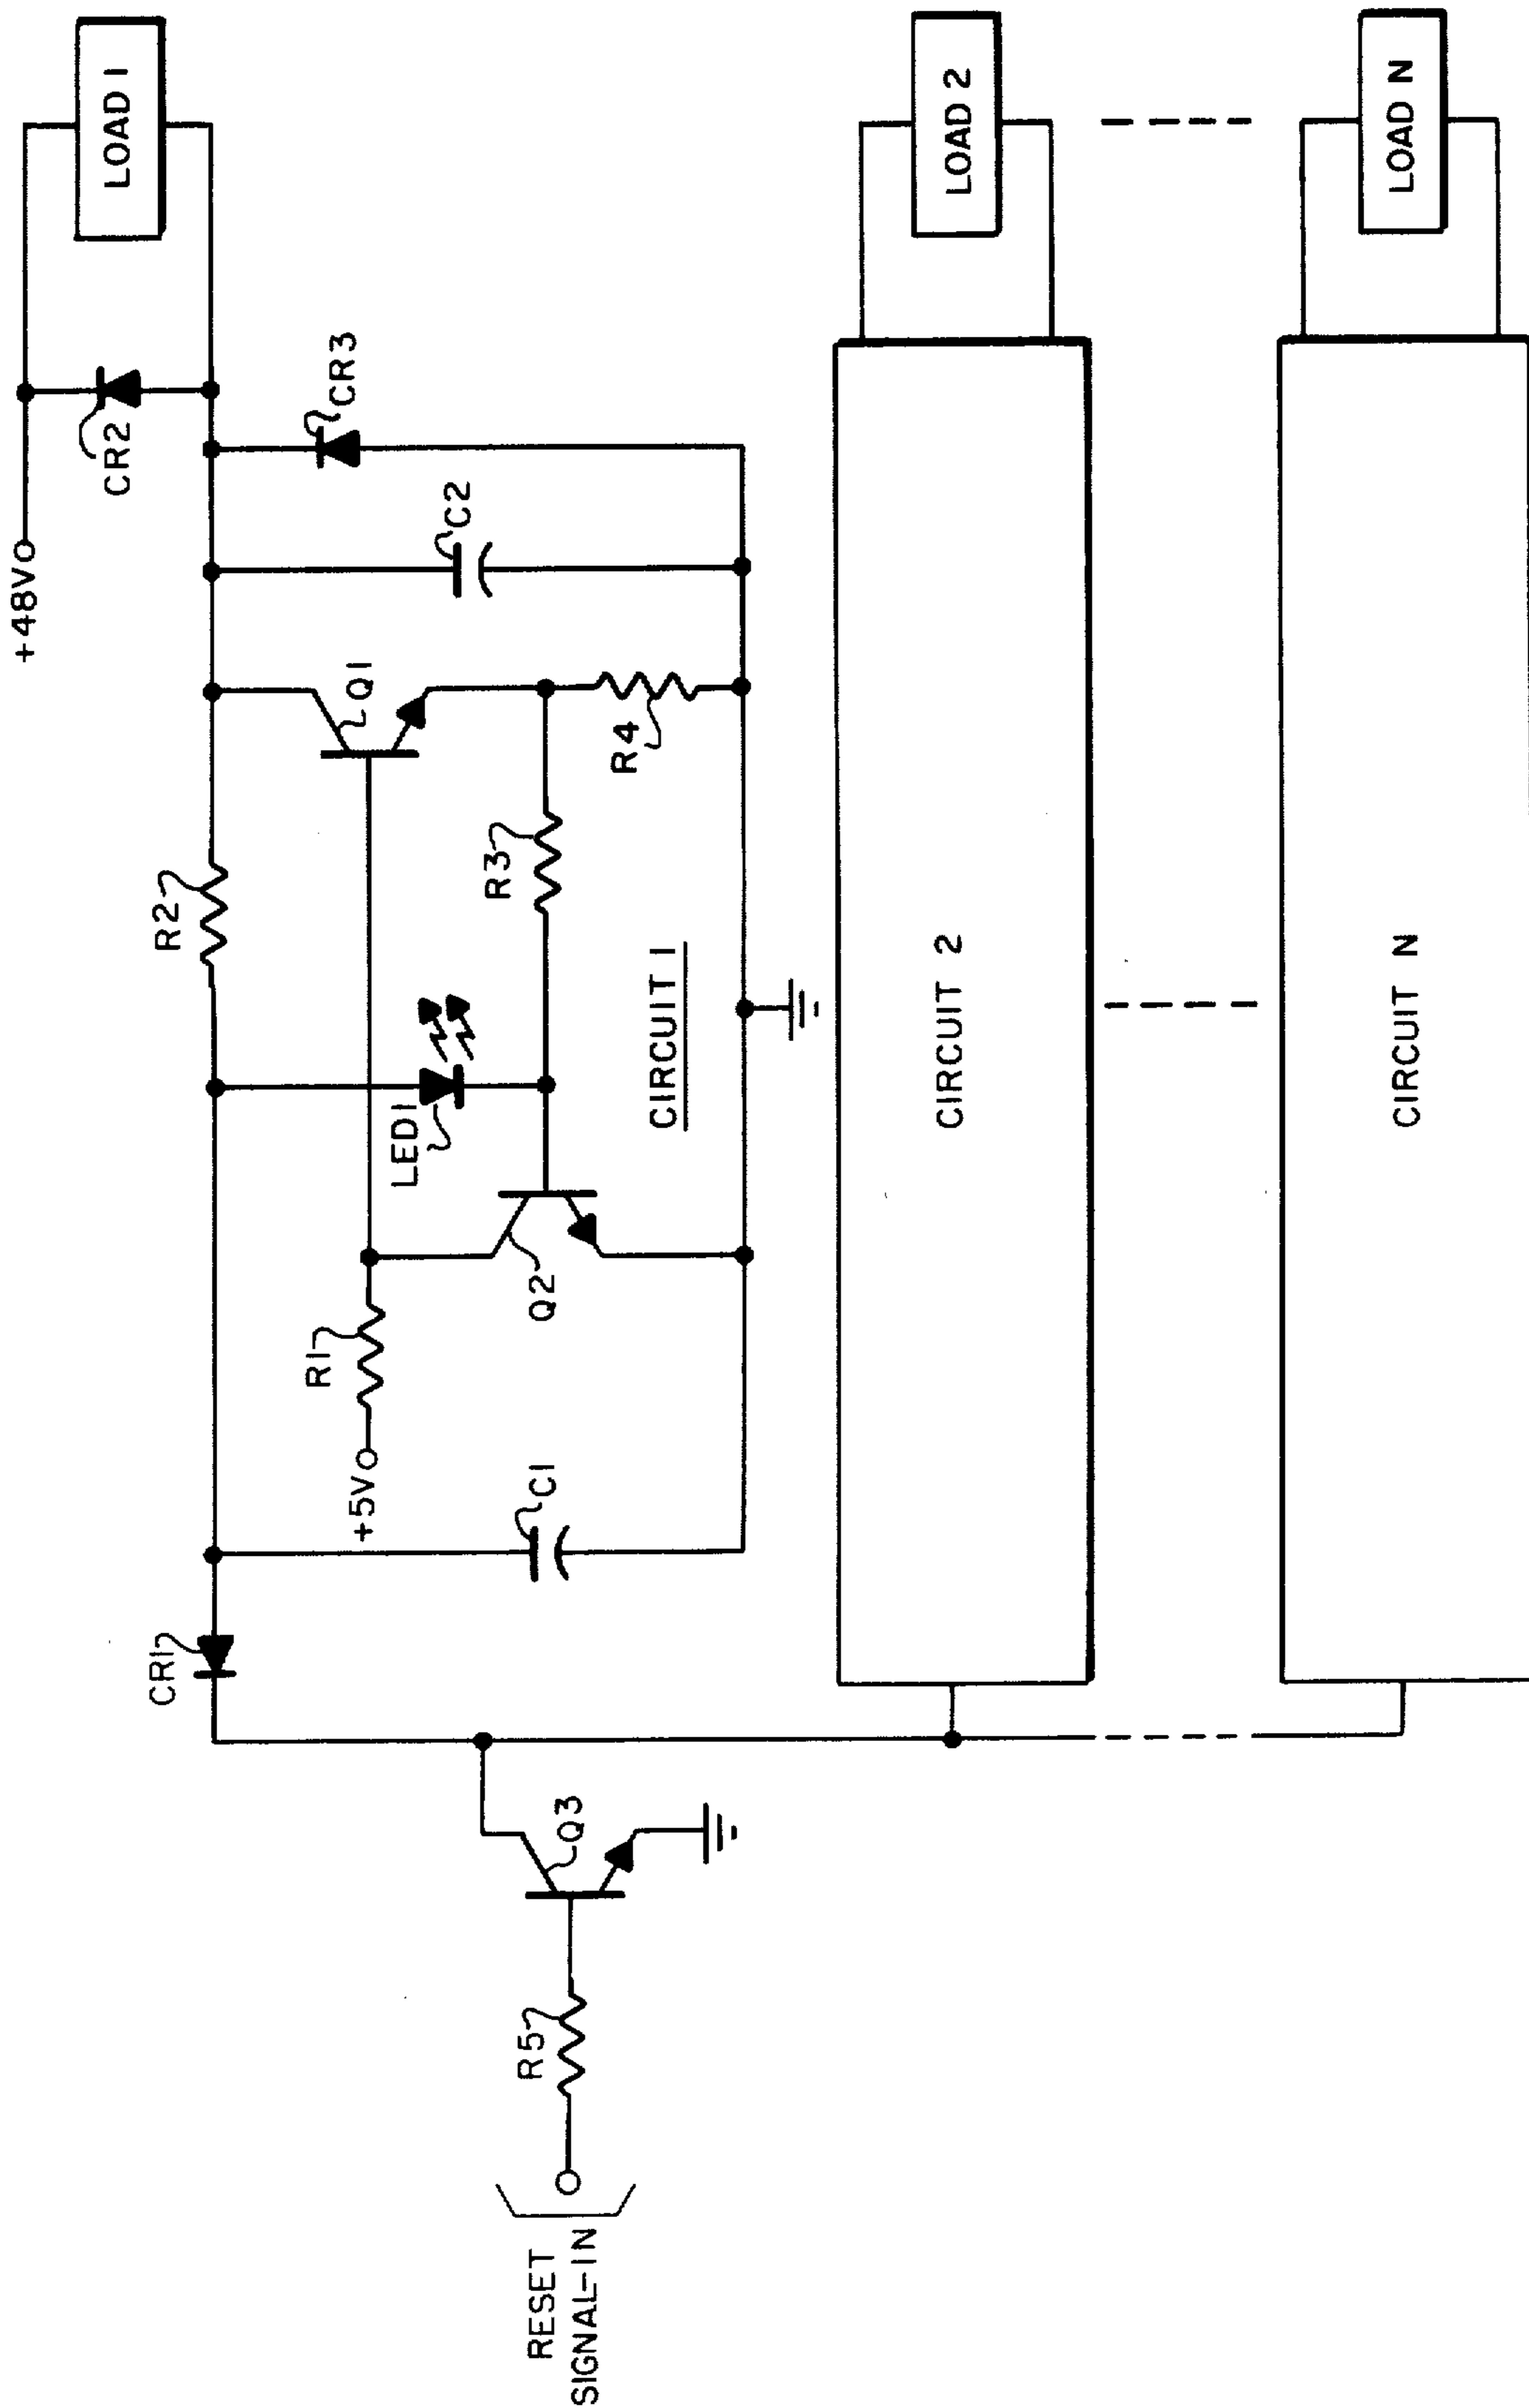 +48V
LOAD 1
CR2
CR3
C2
R2
Q1
R4
R3
LED1
CIRCUIT 1
Q2
R1
+5V
C1
CR1
Q3
R5
RESET
SIGNAL-IN
CIRCUIT 2
LOAD 2
CIRCUIT N
LOAD N